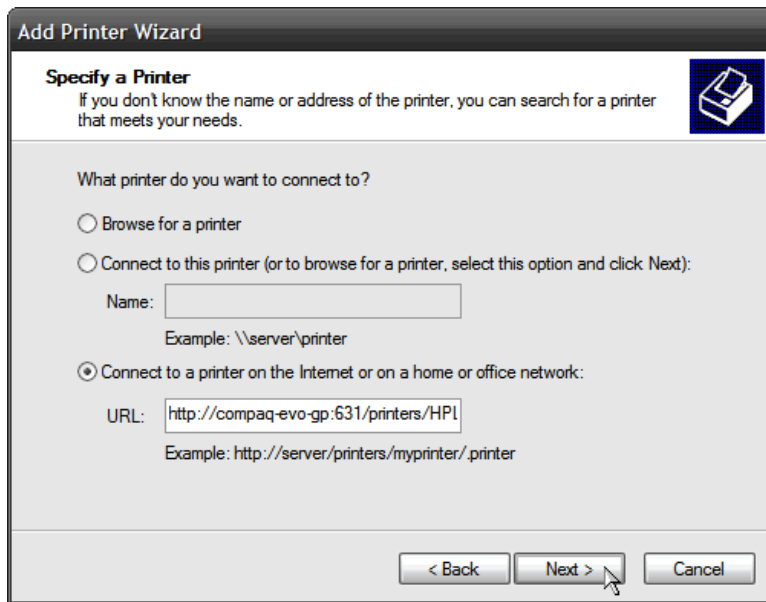 Add Printer Wizard
Specify a Printer
If you don't know the name or address of the printer, you can search for a printer
that meets your needs.
What printer do you want to connect to?
Browse for a printer
Connect to this printer (or to browse for a printer, select this option and click Next):
Name:
Example: \\server\printer
Connect to a printer on the Internet or on a home or office network:
URL: http://compaq-evo-gp:631/printers/HPL
Example: http://server/printers/myprinter/.printer
< Back Next > Cancel